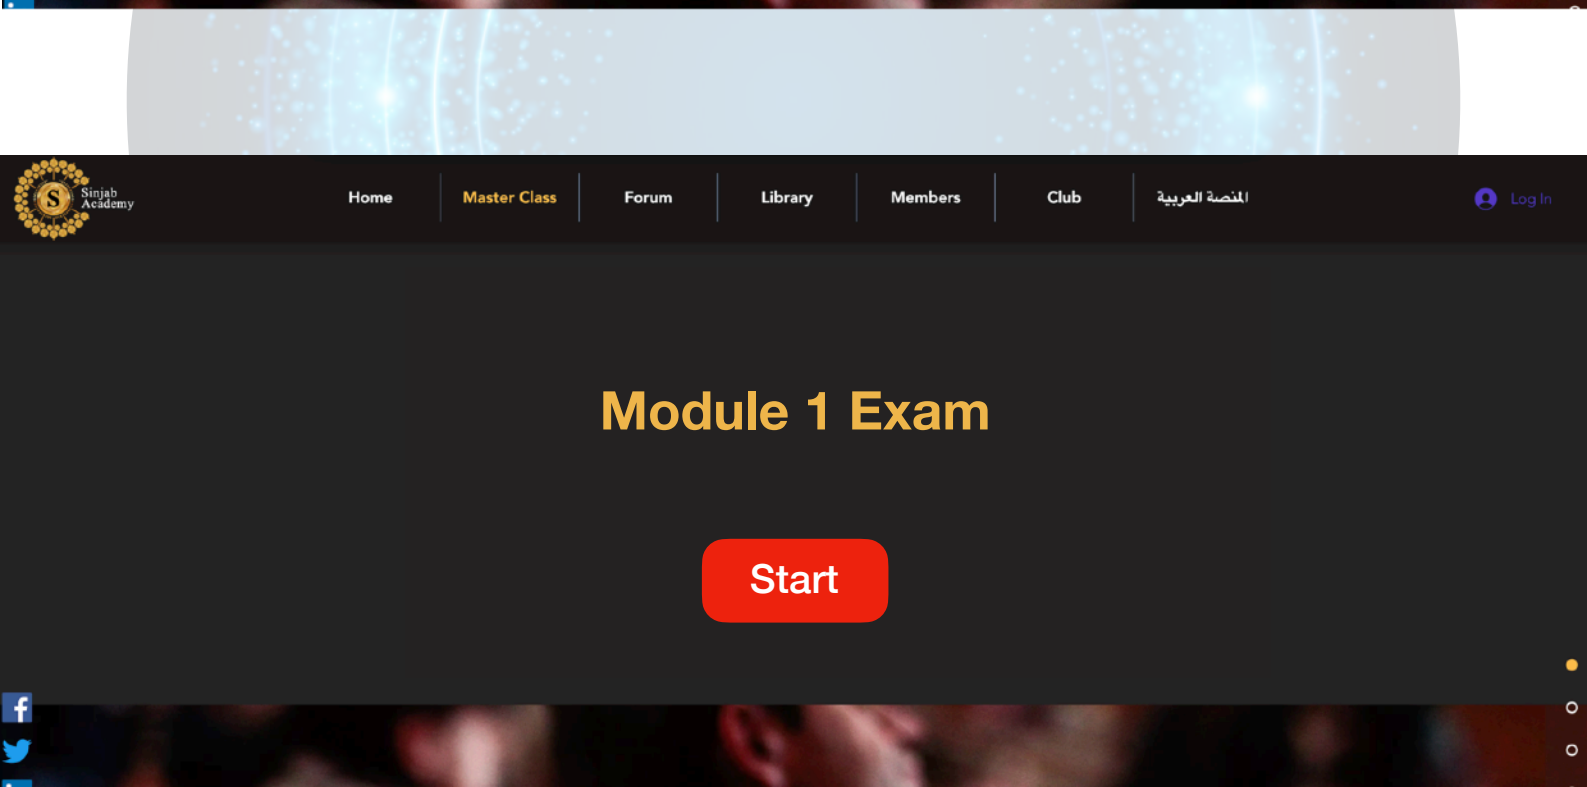 Sinjab
Academy
Home
Master Class
Forum
Library
Members
Club
المنصة العربية
Log In
Module 1 Exam
Start